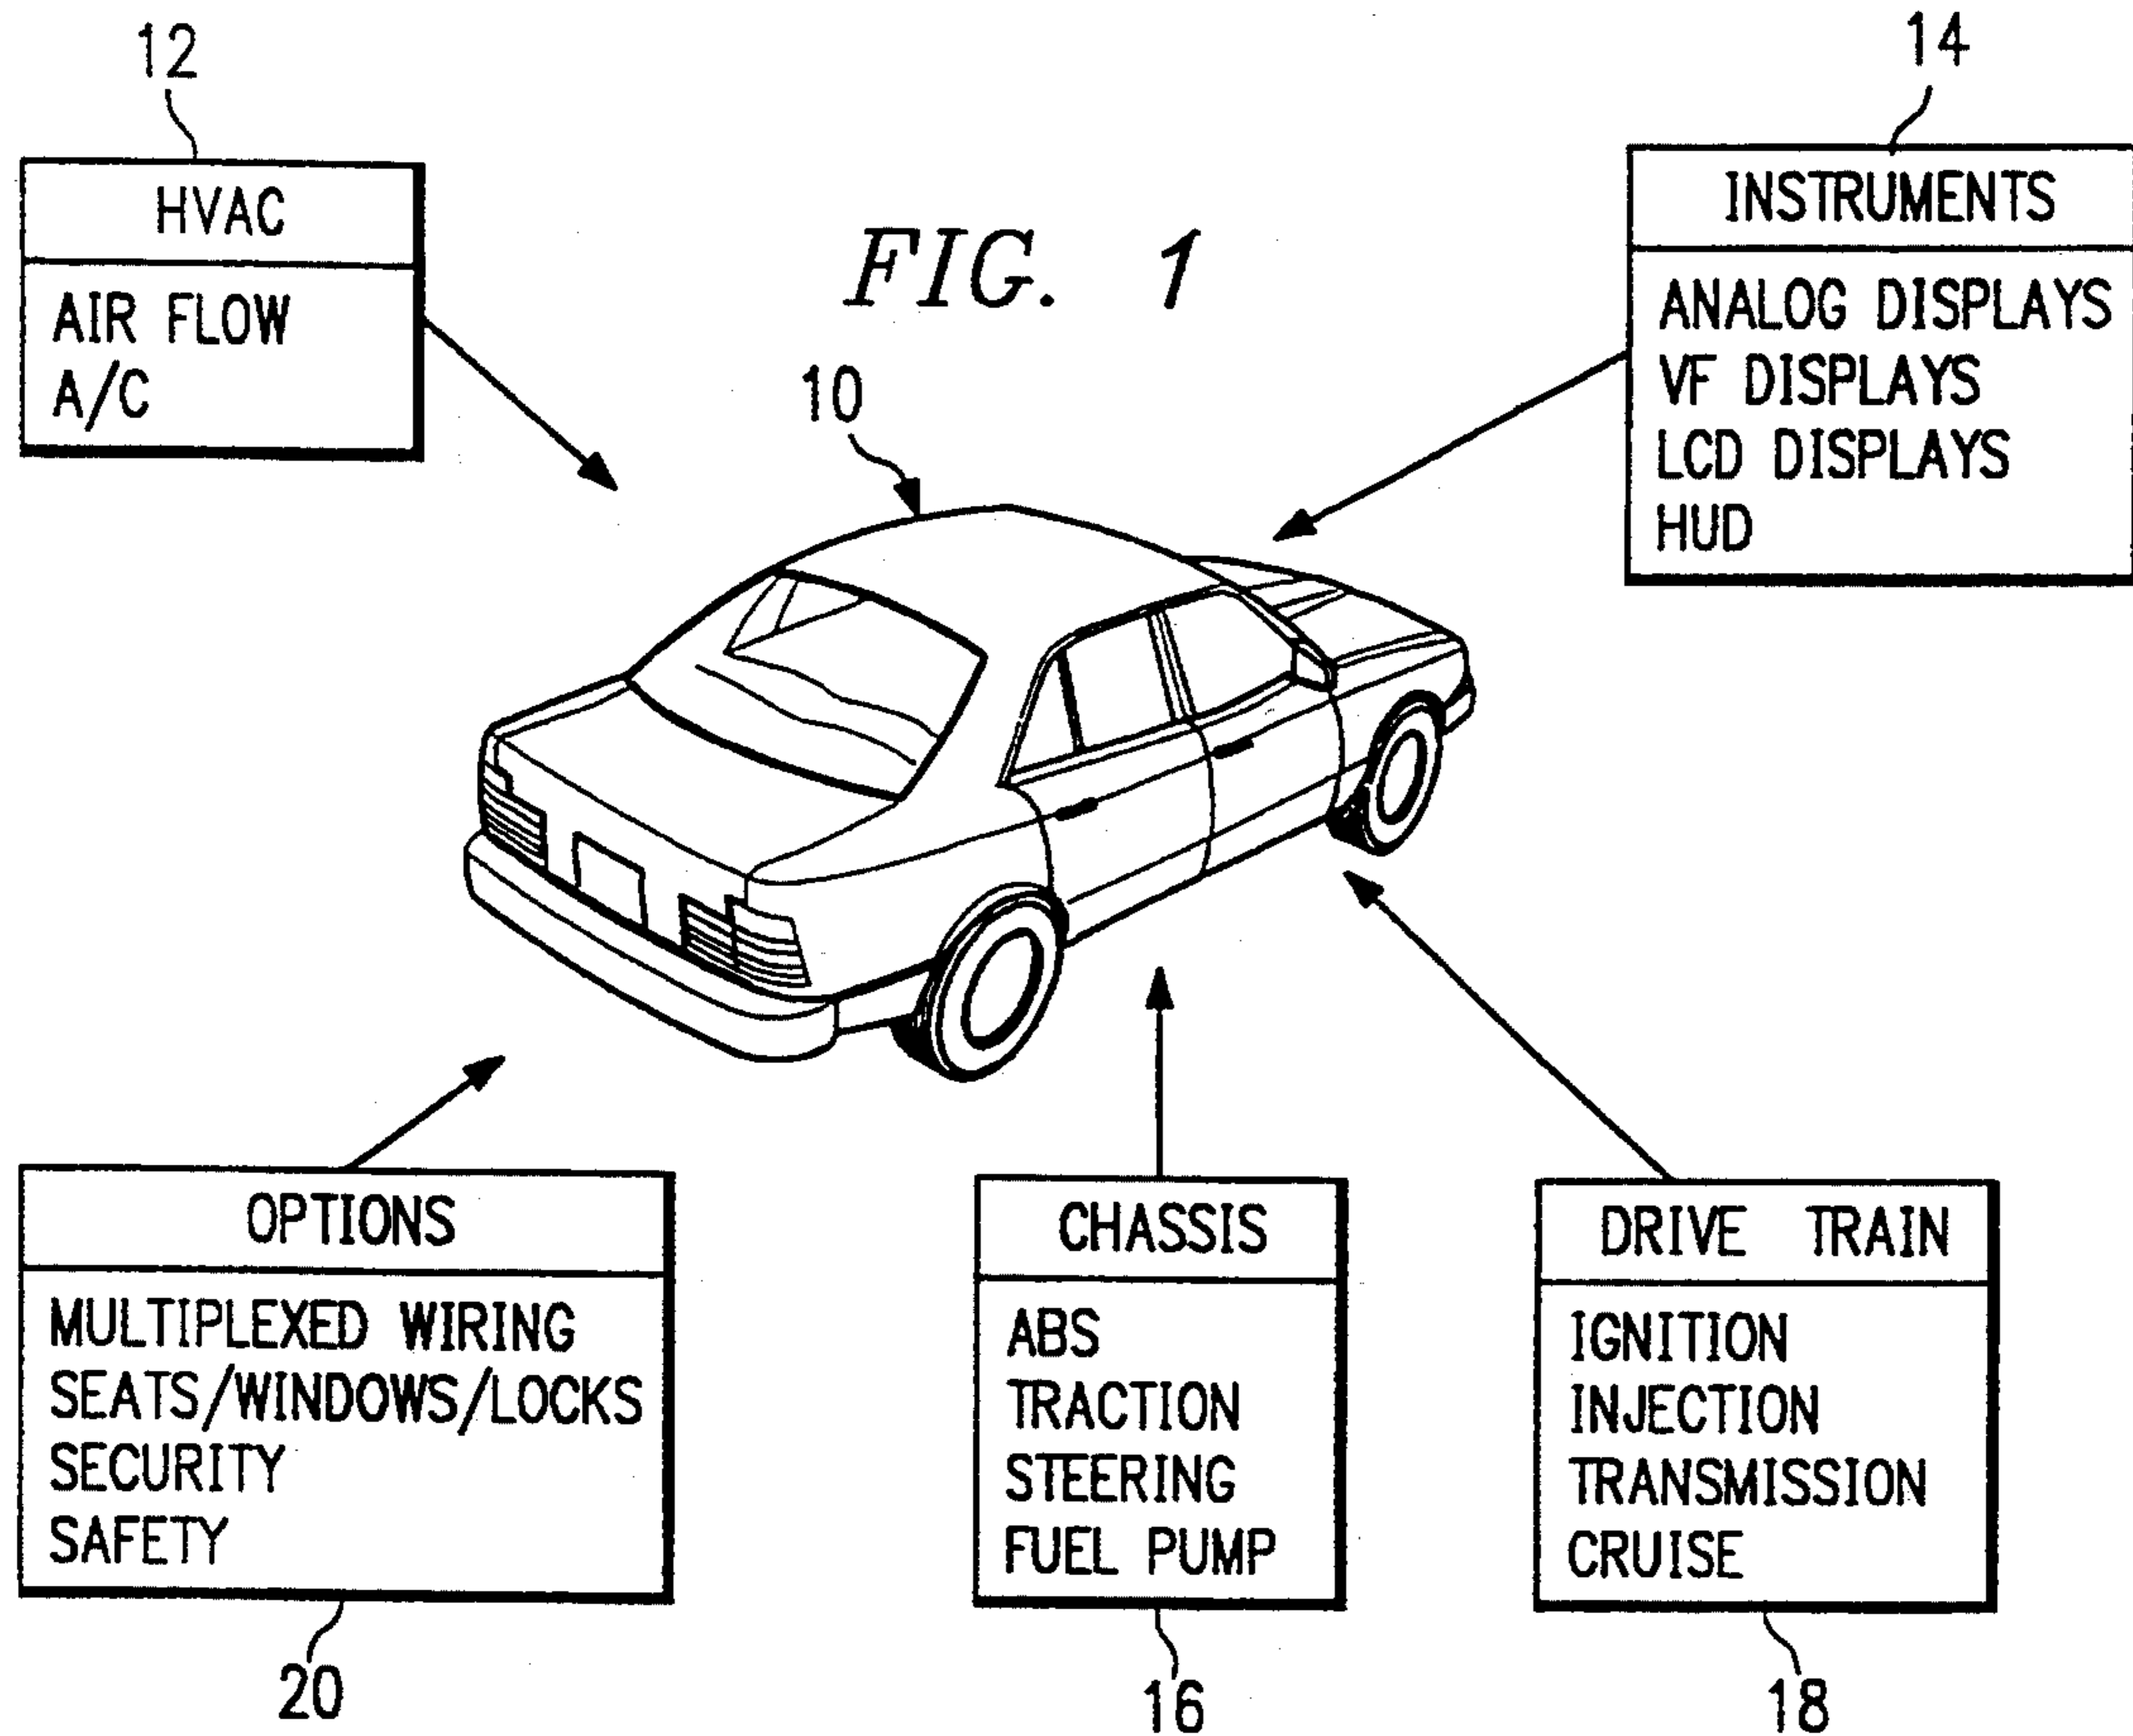 12
14
HVAC
AIR FLOW
A/C
FIG. 1
INSTRUMENTS
ANALOG DISPLAYS
VF DISPLAYS
LCD DISPLAYS
HUD
10
OPTIONS
MULTIPLEXED WIRING
SEATS/WINDOWS/LOCKS
SECURITY
SAFETY
20
CHASSIS
ABS
TRACTION
STEERING
FUEL PUMP
16
DRIVE TRAIN
IGNITION
INJECTION
TRANSMISSION
CRUISE
18